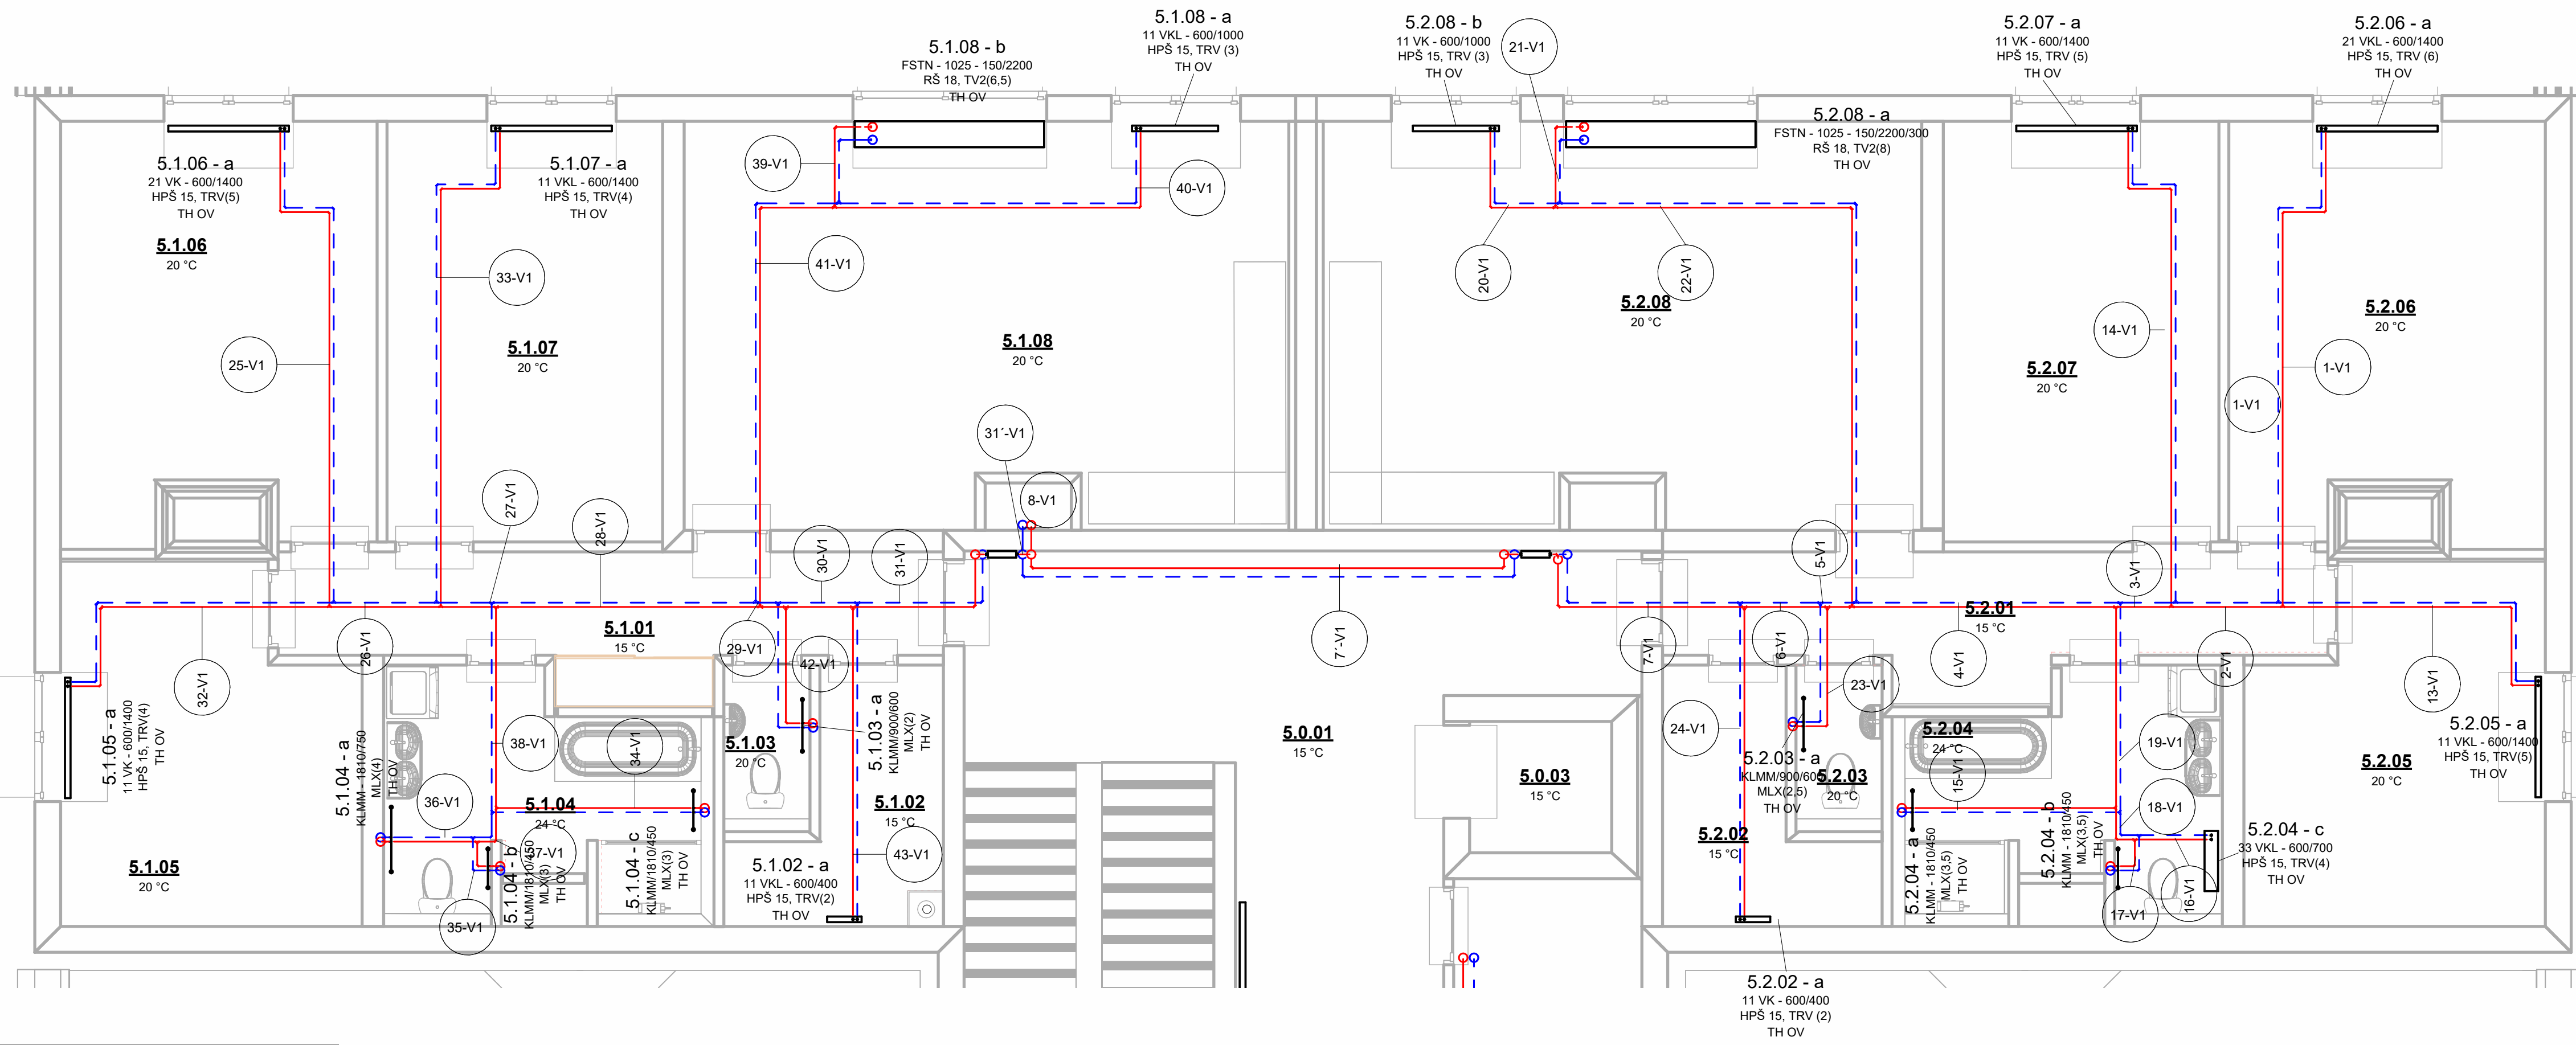 5.1.08 - b
FSTN - 1025 - 150/2200
RŠ 18, TV2(6,5)
TH OV
5.1.08 - a
11 VKL - 600/1000
HPŠ 15, TRV (3)
TH OV
5.2.08 - b
11 VK - 600/1000
HPŠ 15, TRV (3)
TH OV
21-V1
5.2.07 - a
11 VK - 600/1400
HPŠ 15, TRV (5)
TH OV
5.2.06 - a
21 VKL - 600/1400
HPŠ 15, TRV (6)
TH OV
5.1.06 - a
21 VK - 600/1400
HPŠ 15, TRV(5)
TH OV
5.1.07 - a
11 VKL - 600/1400
HPŠ 15, TRV(4)
TH OV
39-V1
40-V1
5.2.08 - a
FSTN - 1025 - 150/2200/300
RŠ 18, TV2(8)
TH OV
5.1.06
20 °C
33-V1
41-V1
20-V1
22-V1
5.2.08
20 °C
5.2.06
20 °C
14-V1
5.1.07
20 °C
5.1.08
20 °C
25-V1
5.2.07
20 °C
1-V1
1-V1
31´-V1
8-V1
27-V1
28-V1
30-V1
31-V1
5-V1
3-V1
26-V1
5.1.01
15 °C
29-V1
42-V1
7´-V1
7-V1
6-V1
5.2.01
15 °C
4-V1
2-V1
32-V1
23-V1
13-V1
5.1.05 - a
11 VK - 600/1400
HPŠ 15, TRV(4)
TH OV
5.1.04 - a
KLMM - 1810/750
MLX(4)
TH OV
38-V1
34-V1
5.1.03
20 °C
5.1.03 - a
KLMM/900/600
MLX(2)
TH OV
5.0.01
15 °C
24-V1
5.2.03 - a
KLMM/900/600
MLX(2,5)
TH OV
5.2.03
20 °C
5.2.04
24 °C
15-V1
19-V1
5.2.05 - a
11 VKL - 600/1400
HPŠ 15, TRV(5)
TH OV
5.2.05
20 °C
36-V1
5.1.04
24 °C
5.1.02
15 °C
5.0.03
15 °C
18-V1
5.1.05
20 °C
37-V1
5.1.04 - b
KLMM/1810/450
MLX(3)
TH OV
5.1.04 - c
KLMM/1810/450
MLX(3)
TH OV
43-V1
5.1.02 - a
11 VKL - 600/400
HPŠ 15, TRV(2)
TH OV
5.2.02
15 °C
5.2.04 - a
KLMM - 1810/450
MLX(3,5)
TH OV
5.2.04 - b
KLMM - 1810/450
MLX(3,5)
TH OV
5.2.04 - c
33 VKL - 600/700
HPŠ 15, TRV(4)
TH OV
35-V1
17-V1
16-V1
5.2.02 - a
11 VK - 600/400
HPŠ 15, TRV (2)
TH OV